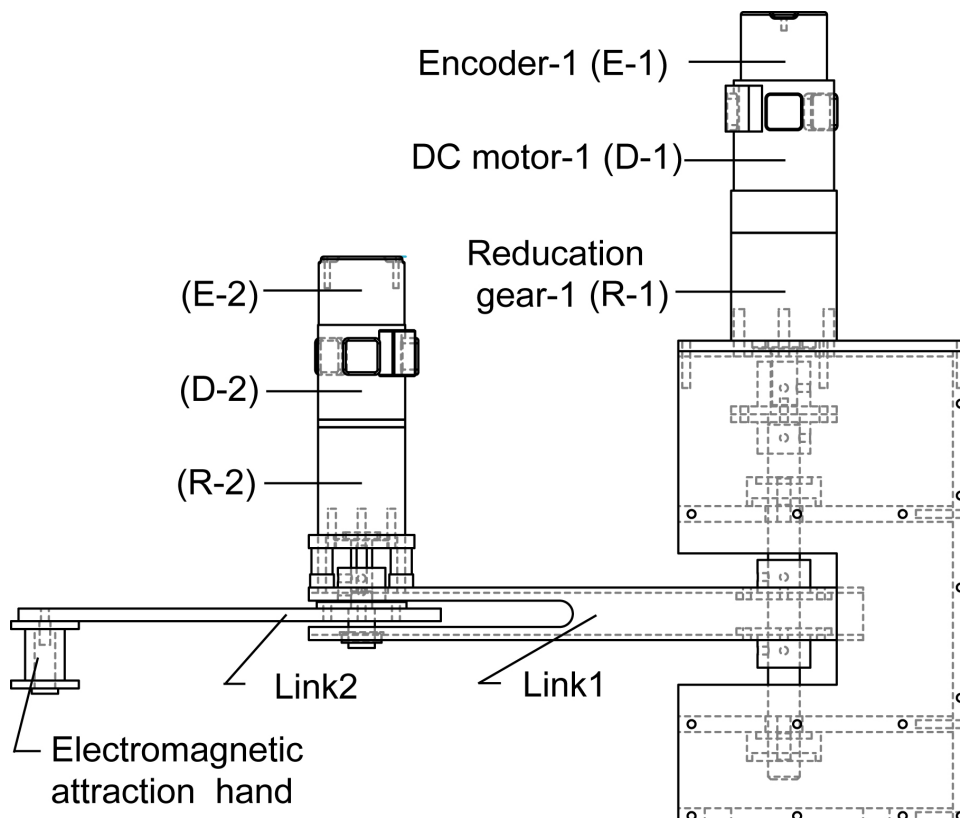 Encoder-1 (E-1)
DC motor-1 (D-1)
Reducation
gear-1 (R-1)
(E-2)
(D-2)
(R-2)
Link2
Link1
Electromagnetic
attraction hand